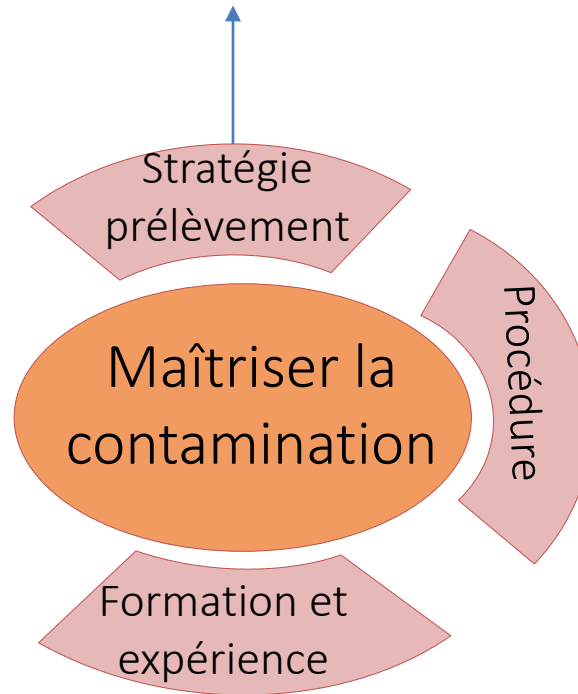 Stratégie
prélèvement
Procédure
Maîtriser la
contamination
Formation et
expérience